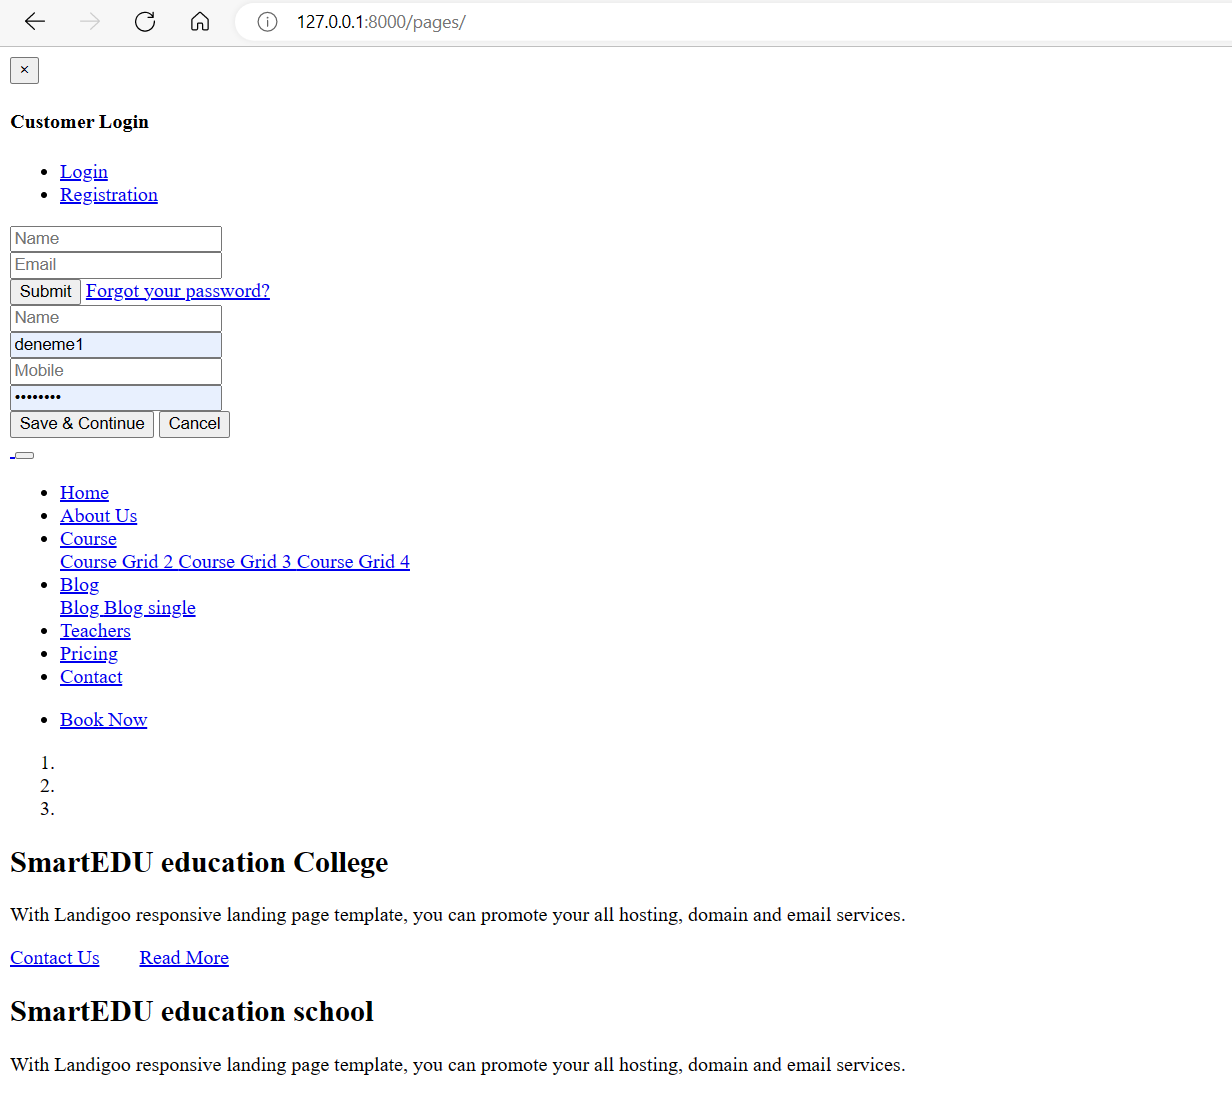 127.0.0.1:8000/pages/
×
Customer Login
Login
Registration
Name
Email
Submit Forgot your password?
Name
deneme1
Mobile
••••••••
Save & Continue Cancel
Home
About Us
Course
Course Grid 2 Course Grid 3 Course Grid 4
Blog
Blog Blog single
Teachers
Pricing
Contact
Book Now
1.
2.
3.
SmartEDU education College
With Landigoo responsive landing page template, you can promote your all hosting, domain and email services.
Contact Us Read More
SmartEDU education school
With Landigoo responsive landing page template, you can promote your all hosting, domain and email services.